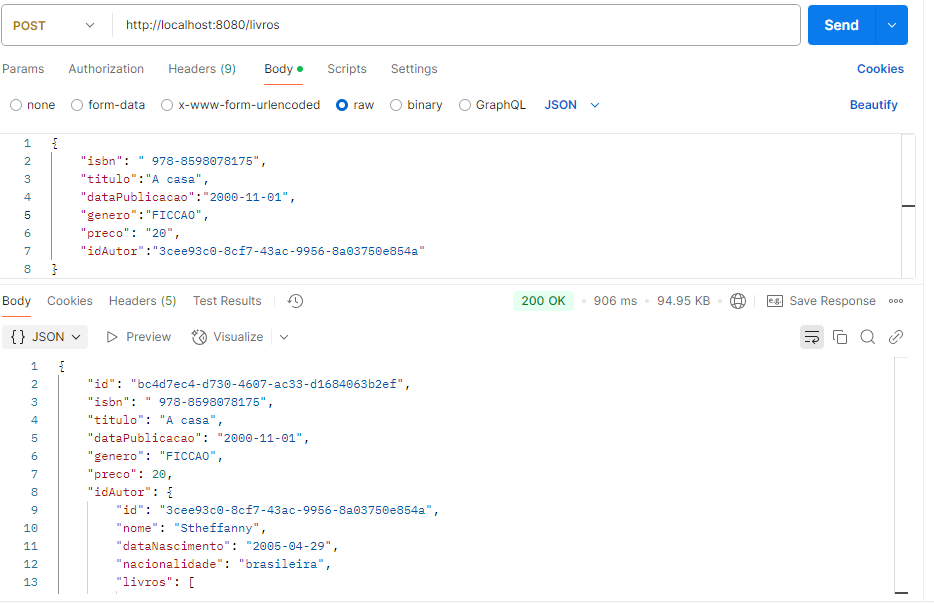 POST http://localhost:8080/livros Send
Params Authorization Headers (9) Body Scripts Settings Cookies
none form-data x-www-form-urlencoded raw binary GraphQL JSON Beautify
1 {
2 "isbn": " 978-8598078175",
3 "titulo":"A casa",
4 "dataPublicacao":"2000-11-01",
5 "genero":"FICCAO",
6 "preco": "20",
7 "idAutor":"3cee93c0-8cf7-43ac-9956-8a03750e854a"
8 }
Body Cookies Headers (5) Test Results 200 OK 906 ms 94.95 KB e.g. Save Response
{} JSON Preview Visualize
1 {
2 "id": "bc4d7ec4-d730-4607-ac33-d1684063b2ef",
3 "isbn": " 978-8598078175",
4 "titulo": "A casa",
5 "dataPublicacao": "2000-11-01",
6 "genero": "FICCAO",
7 "preco": 20,
8 "idAutor": {
9 "id": "3cee93c0-8cf7-43ac-9956-8a03750e854a",
10 "nome": "Stheffanny",
11 "dataNascimento": "2005-04-29",
12 "nacionalidade": "brasileira",
13 "livros": [